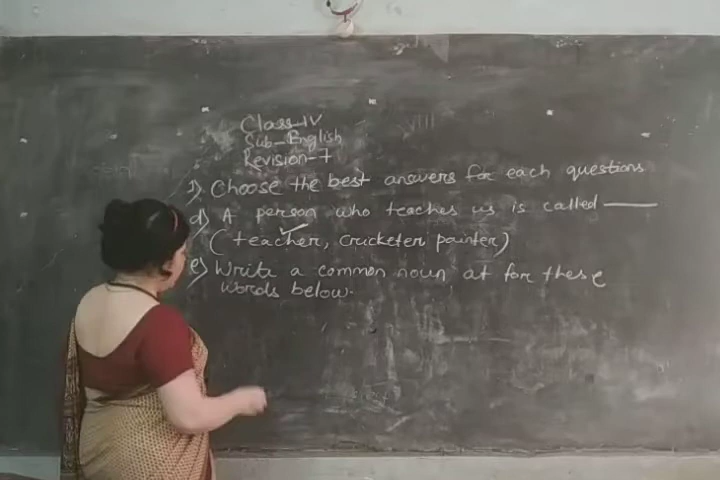 Class-IV
Sub-English
Revision-7
1) Choose the best answers for each questions
d) A person who teaches us is called ———
(teacher, cricketer painter)
e) Write a common noun at for these
words below.